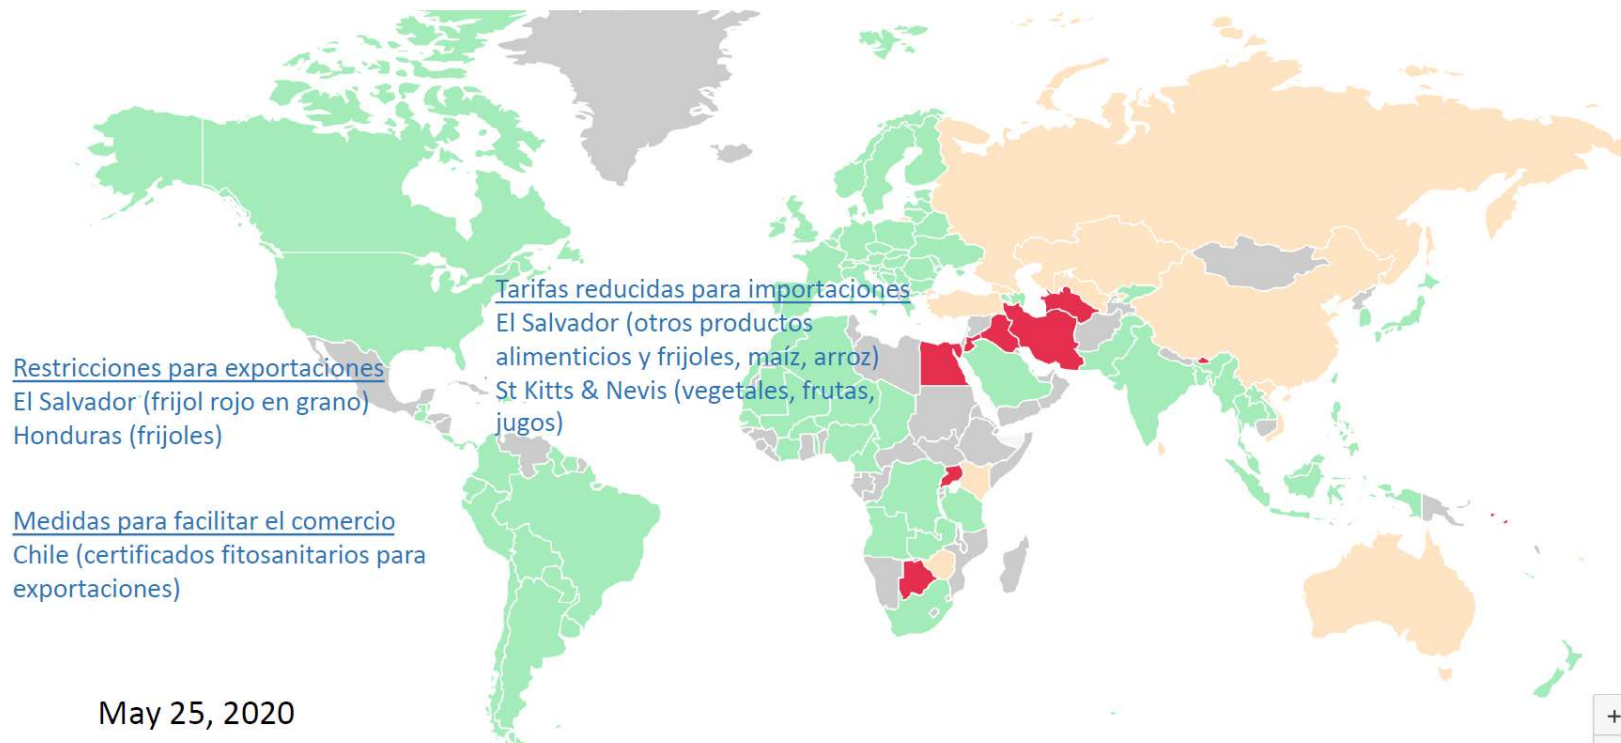 Tarifas reducidas para importaciones
El Salvador (otros productos
alimenticios y frijoles, maíz, arroz)
St Kitts & Nevis (vegetales, frutas,
jugos)
Restricciones para exportaciones
El Salvador (frijol rojo en grano)
Honduras (frijoles)
Medidas para facilitar el comercio
Chile (certificados fitosanitarios para
exportaciones)
May 25, 2020
+